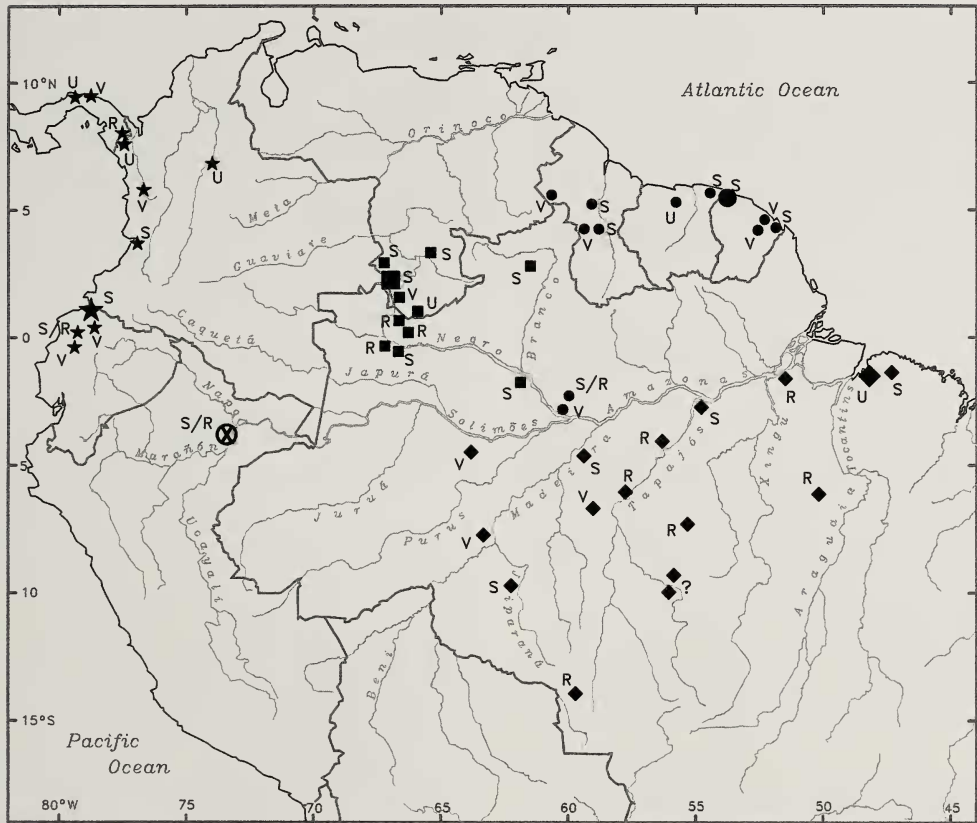 10°N
Atlantic Ocean
U
V
R
U
U
V
S
Orinoco
Meta
Guaviare
5
V
S
V
S
U
S
S
V
S
S
S
S
V
U
R
R
R
S
S
S
S/R
R
V
V
Caquetá
0
Negro
Branco
Japurá
Napo
Solimões
Amazonas
S
S/R
V
R
U
S
Tocantins
Xingu
S/R
Marañón
Ucayali
5
V
Madeira
S
R
Tapajós
S
R
V
Juruá
Purus
V
R
R
Araguaia
10
S
Jiparaná
?
Beni
R
15°S
Pacific
Ocean
80°W
75
70
65
60
55
50
45